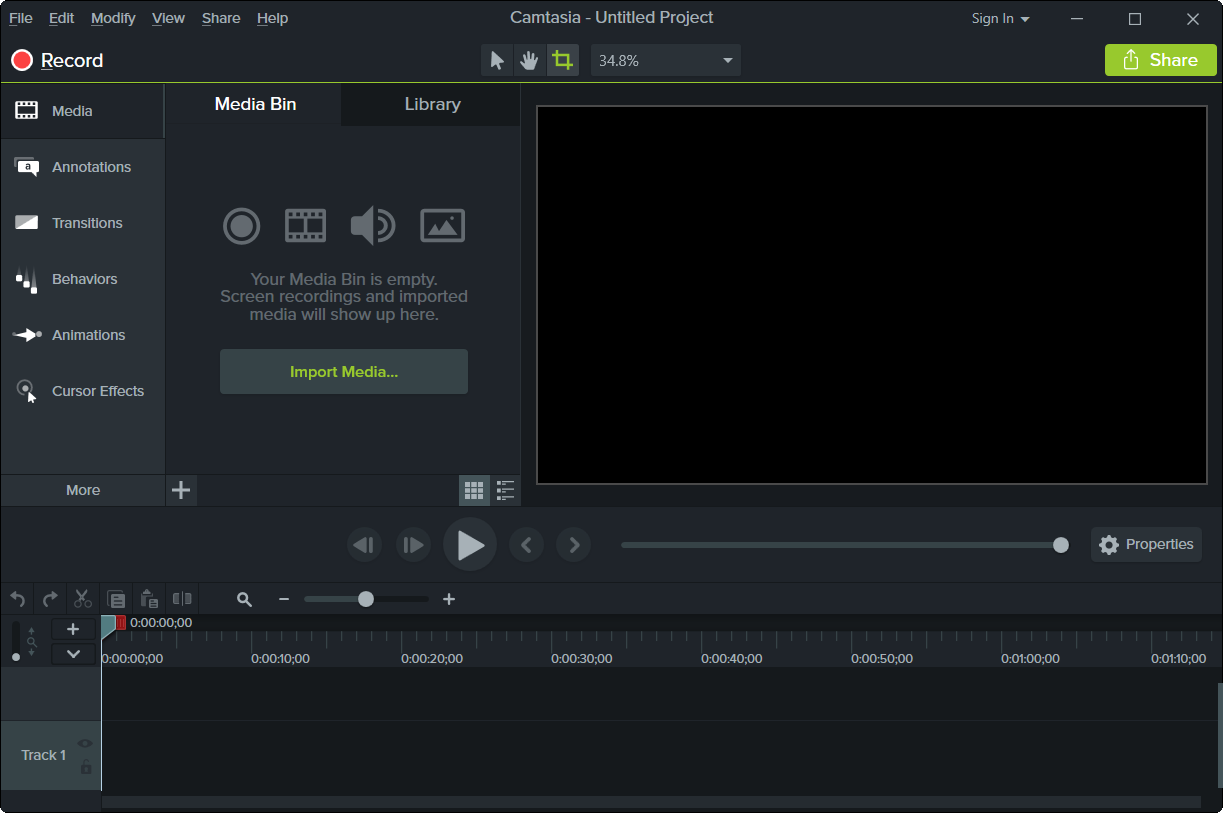 File Edit Modify View Share Help
Camtasia - Untitled Project
Sign In
Record
34.8%
Share
Media
Annotations
Transitions
Behaviors
Animations
Cursor Effects
More
Media Bin
Library
Your Media Bin is empty.
Screen recordings and imported
media will show up here.
Import Media...
Properties
0:00:00;00
0:00:00;00 0:00:10;00 0:00:20;00 0:00:30;00 0:00:40;00 0:00:50;00 0:01:00;00 0:01:10;00
Track 1